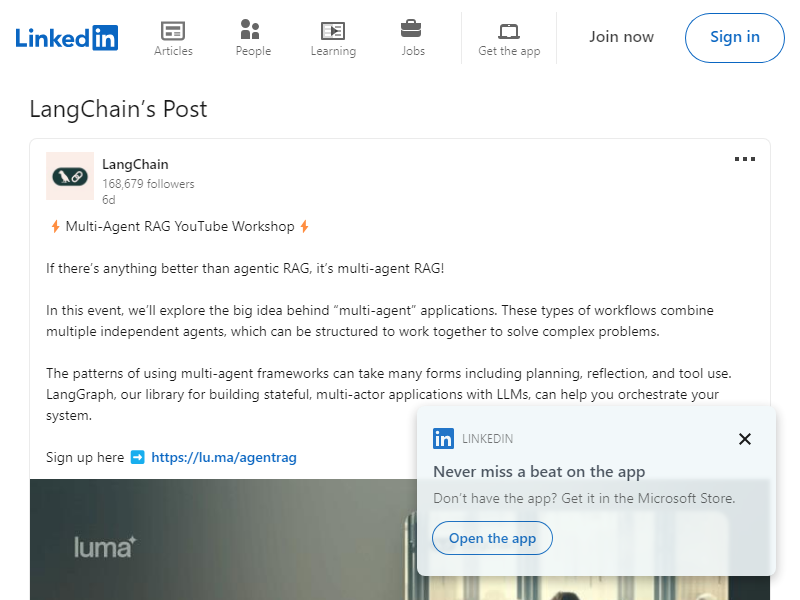 Linked in
Articles
People
Learning
Jobs
Get the app
Join now
Sign in
LangChain’s Post
LangChain
168,679 followers
6d
⚡ Multi-Agent RAG YouTube Workshop ⚡
If there’s anything better than agentic RAG, it’s multi-agent RAG!
In this event, we’ll explore the big idea behind “multi-agent” applications. These types of workflows combine
multiple independent agents, which can be structured to work together to solve complex problems.
The patterns of using multi-agent frameworks can take many forms including planning, reflection, and tool use.
LangGraph, our library for building stateful, multi-actor applications with LLMs, can help you orchestrate your
system.
Sign up here ➡️ https://lu.ma/agentrag
luma
in LINKEDIN
Never miss a beat on the app
Don’t have the app? Get it in the Microsoft Store.
Open the app